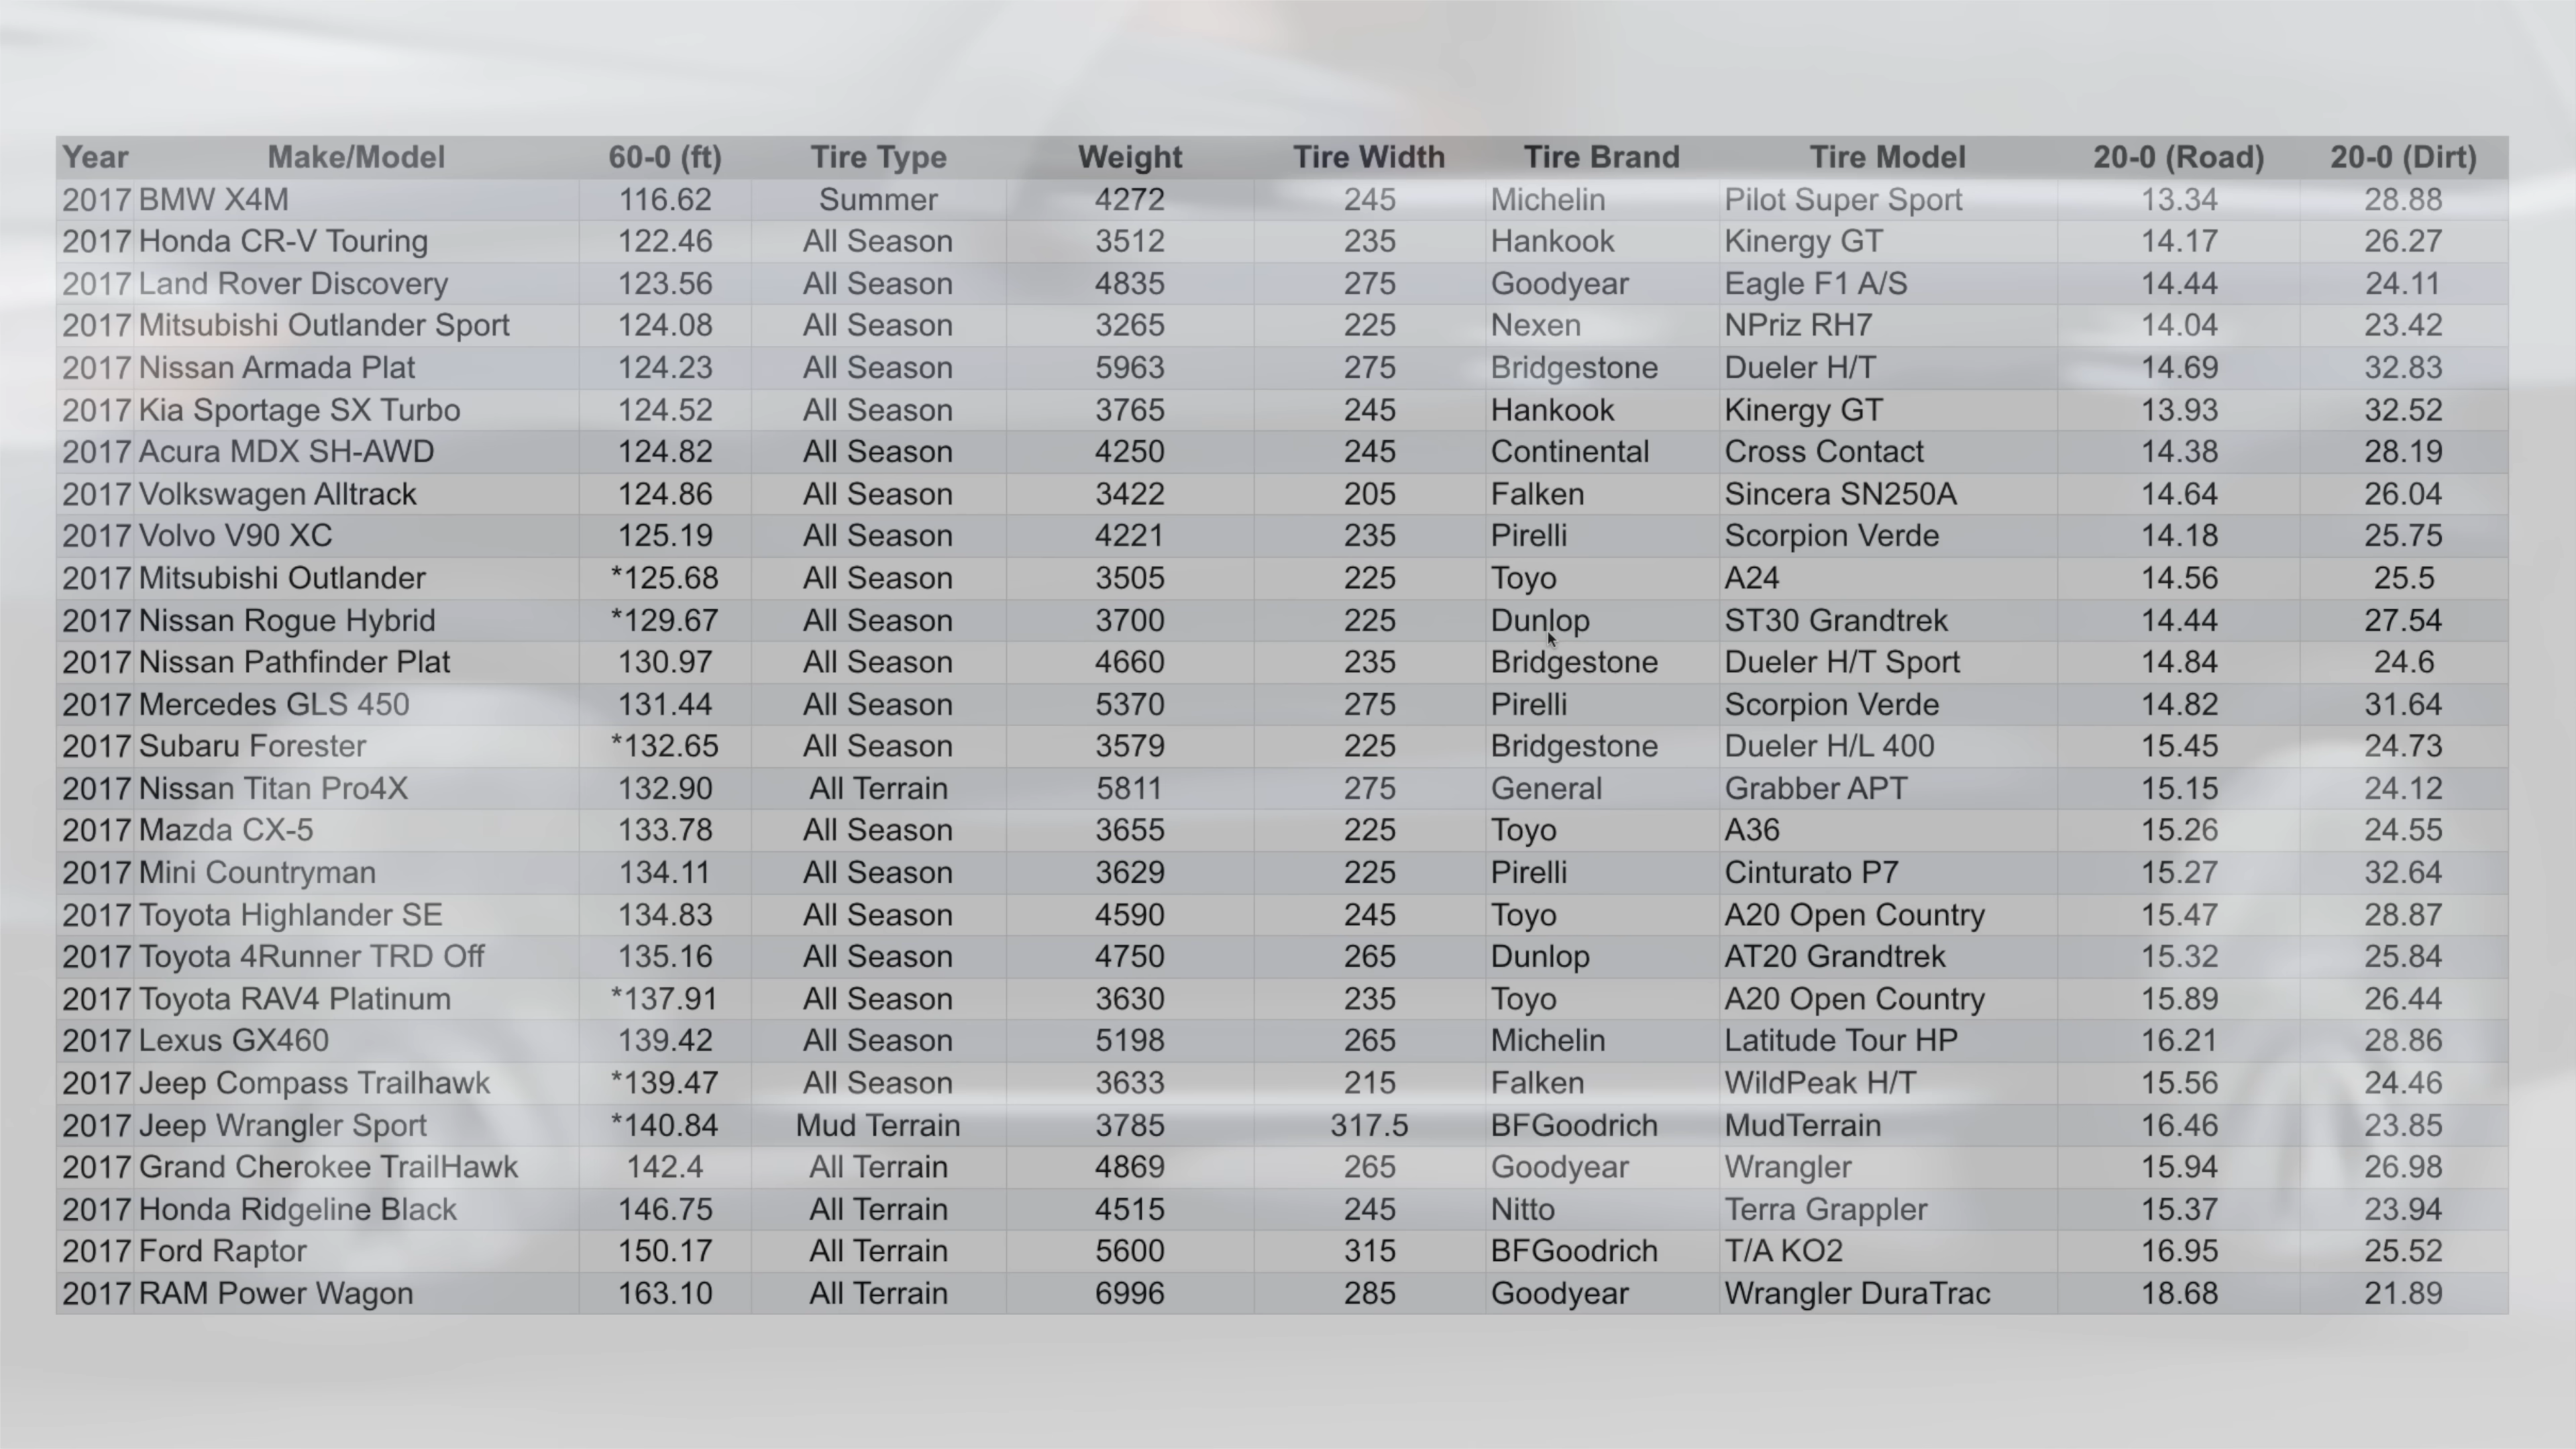 Year Make/Model 60-0 (ft) Tire Type Weight Tire Width Tire Brand Tire Model 20-0 (Road) 20-0 (Dirt)
2017 BMW X4M 116.62 Summer 4272 245 Michelin Pilot Super Sport 13.34 28.88
2017 Honda CR-V Touring 122.46 All Season 3512 235 Hankook Kinergy GT 14.17 26.27
2017 Land Rover Discovery 123.56 All Season 4835 275 Goodyear Eagle F1 A/S 14.44 24.11
2017 Mitsubishi Outlander Sport 124.08 All Season 3265 225 Nexen NPriz RH7 14.04 23.42
2017 Nissan Armada Plat 124.23 All Season 5963 275 Bridgestone Dueler H/T 14.69 32.83
2017 Kia Sportage SX Turbo 124.52 All Season 3765 245 Hankook Kinergy GT 13.93 32.52
2017 Acura MDX SH-AWD 124.82 All Season 4250 245 Continental Cross Contact 14.38 28.19
2017 Volkswagen Alltrack 124.86 All Season 3422 205 Falken Sincera SN250A 14.64 26.04
2017 Volvo V90 XC 125.19 All Season 4221 235 Pirelli Scorpion Verde 14.18 25.75
2017 Mitsubishi Outlander *125.68 All Season 3505 225 Toyo A24 14.56 25.5
2017 Nissan Rogue Hybrid *129.67 All Season 3700 225 Dunlop ST30 Grandtrek 14.44 27.54
2017 Nissan Pathfinder Plat 130.97 All Season 4660 235 Bridgestone Dueler H/T Sport 14.84 24.6
2017 Mercedes GLS 450 131.44 All Season 5370 275 Pirelli Scorpion Verde 14.82 31.64
2017 Subaru Forester *132.65 All Season 3579 225 Bridgestone Dueler H/L 400 15.45 24.73
2017 Nissan Titan Pro4X 132.90 All Terrain 5811 275 General Grabber APT 15.15 24.12
2017 Mazda CX-5 133.78 All Season 3655 225 Toyo A36 15.26 24.55
2017 Mini Countryman 134.11 All Season 3629 225 Pirelli Cinturato P7 15.27 32.64
2017 Toyota Highlander SE 134.83 All Season 4590 245 Toyo A20 Open Country 15.47 28.87
2017 Toyota 4Runner TRD Off 135.16 All Season 4750 265 Dunlop AT20 Grandtrek 15.32 25.84
2017 Toyota RAV4 Platinum *137.91 All Season 3630 235 Toyo A20 Open Country 15.89 26.44
2017 Lexus GX460 139.42 All Season 5198 265 Michelin Latitude Tour HP 16.21 28.86
2017 Jeep Compass Trailhawk *139.47 All Season 3633 215 Falken WildPeak H/T 15.56 24.46
2017 Jeep Wrangler Sport *140.84 Mud Terrain 3785 317.5 BFGoodrich MudTerrain 16.46 23.85
2017 Grand Cherokee TrailHawk 142.4 All Terrain 4869 265 Goodyear Wrangler 15.94 26.98
2017 Honda Ridgeline Black 146.75 All Terrain 4515 245 Nitto Terra Grappler 15.37 23.94
2017 Ford Raptor 150.17 All Terrain 5600 315 BFGoodrich T/A KO2 16.95 25.52
2017 RAM Power Wagon 163.10 All Terrain 6996 285 Goodyear Wrangler DuraTrac 18.68 21.89